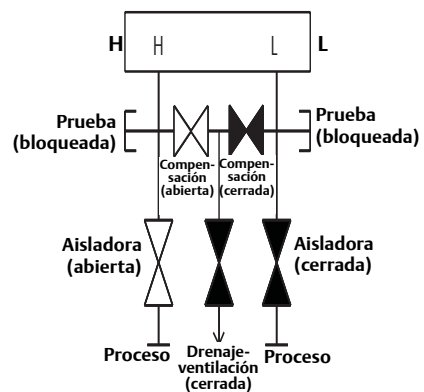 H H L L
Prueba
(bloqueada)
Prueba
(bloqueada)
Compen-
sación
(abierta)
Compen-
sación
(cerrada)
Aisladora
(abierta)
Aisladora
(cerrada)
Proceso
Drenaje-
ventilación
(cerrada)
Proceso